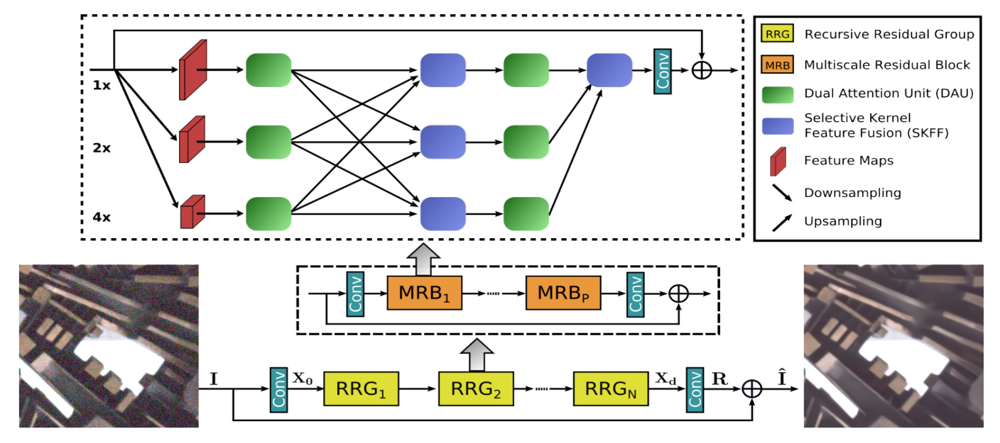 1x
2x
4x
Conv
RRG Recursive Residual Group
MRB Multiscale Residual Block
Dual Attention Unit (DAU)
Selective Kernel
Feature Fusion (SKFF)
Feature Maps
Downsampling
Upsampling
Conv MRB1 MRBP Conv
I Conv X0 RRG1 RRG2 RRGN Xd Conv R Î